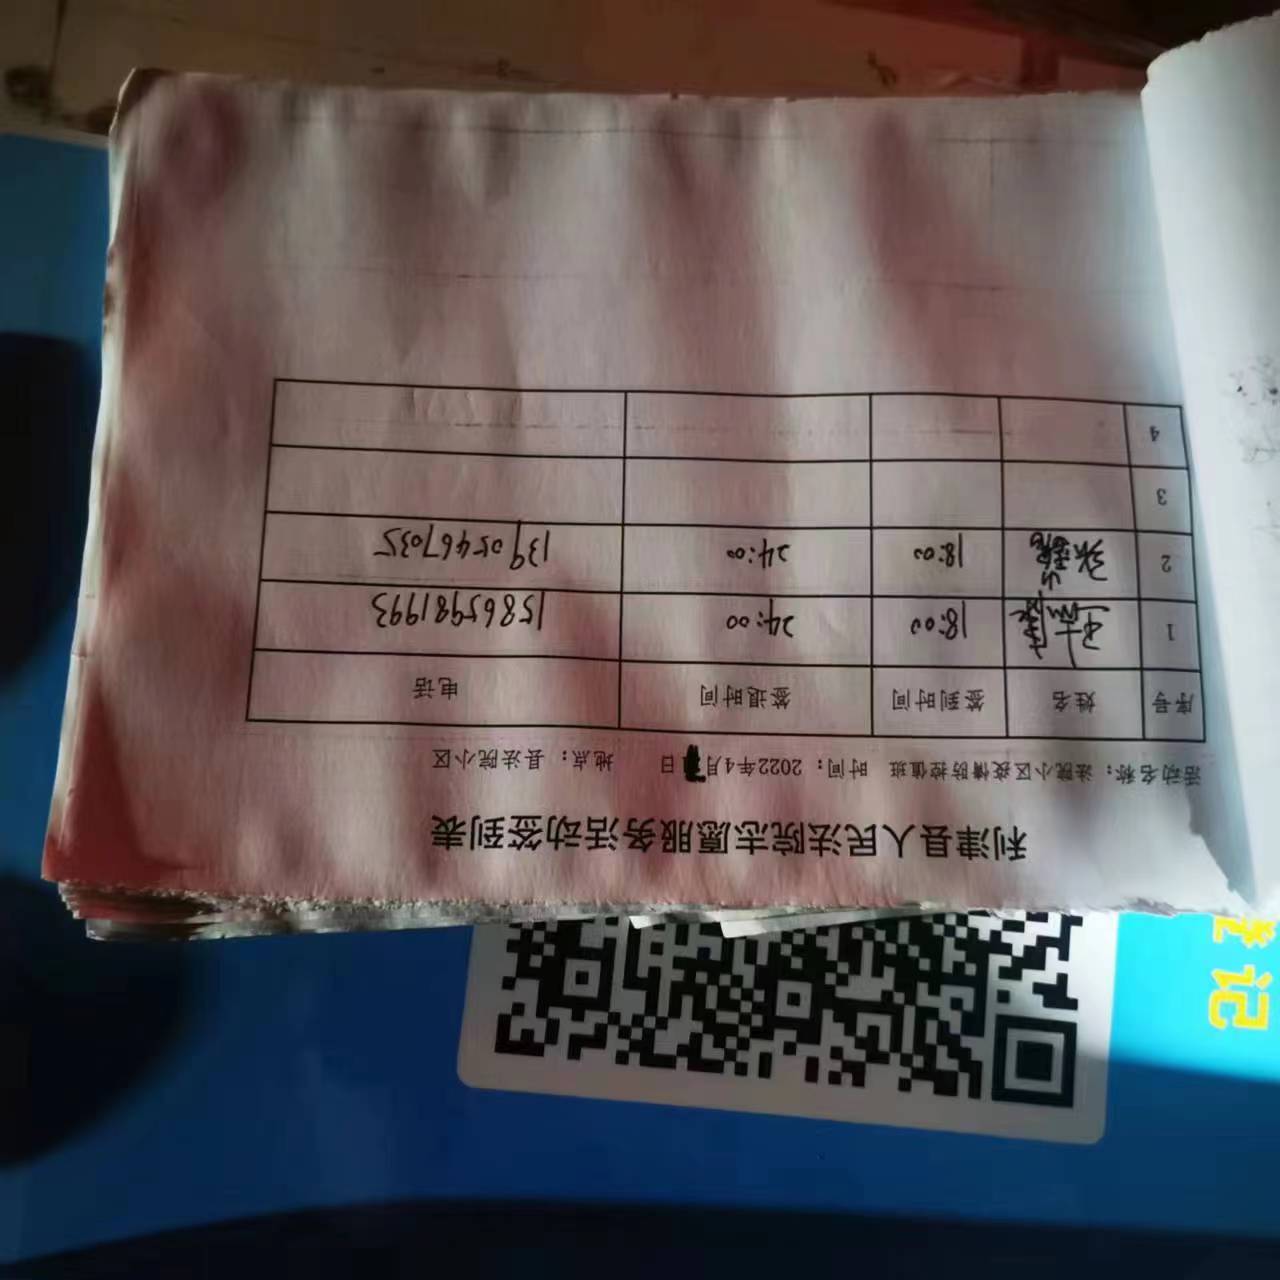 利津县人民法院志愿服务活动签到表
活动名称：法院小区疫情防控值班 时间：2022年4月 日 地点：县法院小区
序号 姓名 签到时间 签退时间 电话
1 18:00 24:00 15865981993
2 18:00 24:00 13905467035
3
4
记